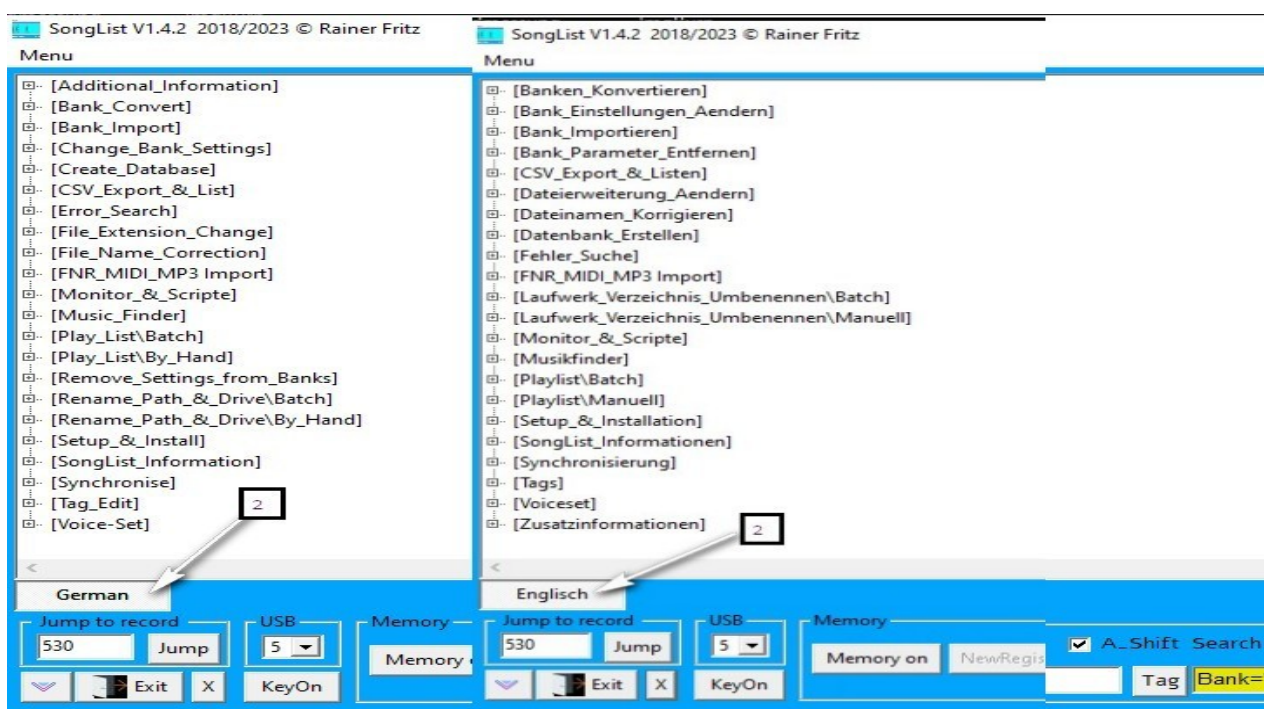 SongList V1.4.2 2018/2023 © Rainer Fritz
Menu
[Additional_Information]
[Bank_Convert]
[Bank_Import]
[Change_Bank_Settings]
[Create_Database]
[CSV_Export_&_List]
[Error_Search]
[File_Extension_Change]
[File_Name_Correction]
[FNR_MIDI_MP3 Import]
[Monitor_&_Scripte]
[Music_Finder]
[Play_List\Batch]
[Play_List\By_Hand]
[Remove_Settings_from_Banks]
[Rename_Path_&_Drive\Batch]
[Rename_Path_&_Drive\By_Hand]
[Setup_&_Install]
[SongList_Information]
[Synchronise]
[Tag_Edit]
2
[Voice-Set]
German
Jump to record USB Memory
530 Jump 5 Memory
Exit X KeyOn
SongList V1.4.2 2018/2023 © Rainer Fritz
Menu
[Banken_Konvertieren]
[Bank_Einstellungen_Aendern]
[Bank_Importieren]
[Bank_Parameter_Entfernen]
[CSV_Export_&_Listen]
[Dateierweiterung_Aendern]
[Dateinamen_Korrigieren]
[Datenbank_Erstellen]
[Fehler_Suche]
[FNR_MIDI_MP3 Import]
[Laufwerk_Verzeichnis_Umbenennen\Batch]
[Laufwerk_Verzeichnis_Umbenennen\Manuell]
[Monitor_&_Scripte]
[Musikfinder]
[Playlist\Batch]
[Playlist\Manuell]
[Setup_&_Installation]
[SongList_Informationen]
[Synchronisierung]
[Tags]
[Voiceset]
[Zusatzinformationen]
2
Englisch
Jump to record USB Memory
530 Jump 5 Memory on NewRegis
Exit X KeyOn
A_Shift Search
Tag Bank=